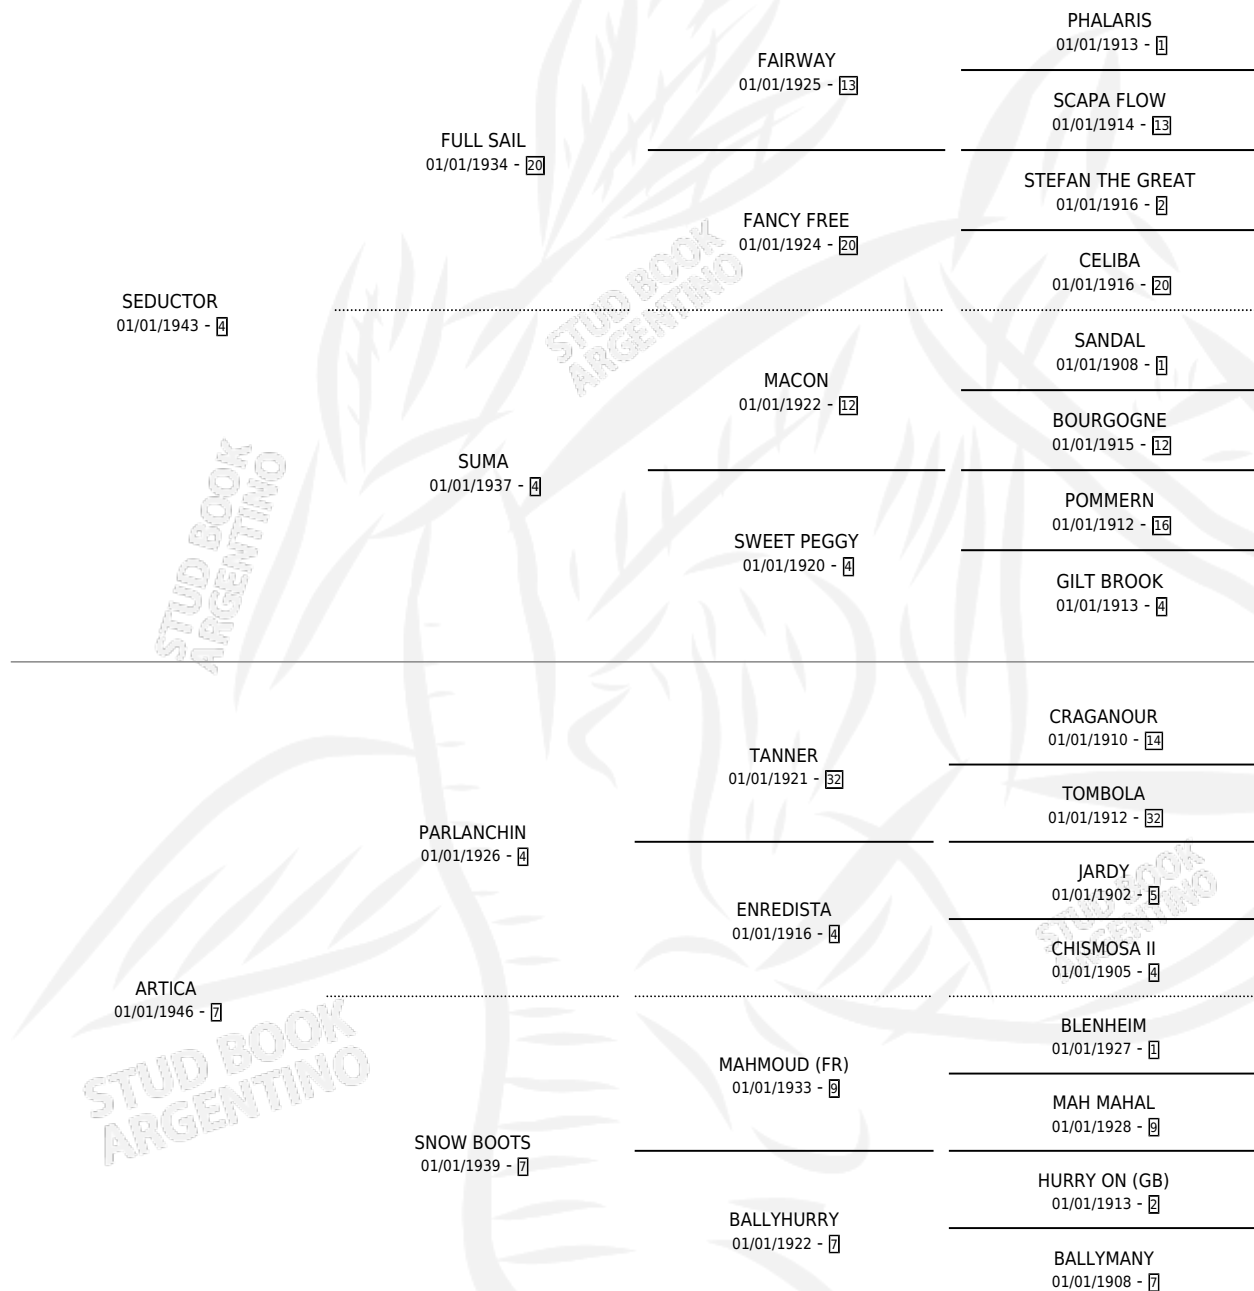 PHALARIS
01/01/1913 - 1
FAIRWAY
01/01/1925 - 13
SCAPA FLOW
01/01/1914 - 13
FULL SAIL
01/01/1934 - 20
STEFAN THE GREAT
01/01/1916 - 2
FANCY FREE
01/01/1924 - 20
CELIBA
01/01/1916 - 20
SEDUCTOR
01/01/1943 - 4
SANDAL
01/01/1908 - 1
MACON
01/01/1922 - 12
BOURGOGNE
01/01/1915 - 12
SUMA
01/01/1937 - 4
POMMERN
01/01/1912 - 16
SWEET PEGGY
01/01/1920 - 4
GILT BROOK
01/01/1913 - 4
CRAGANOUR
01/01/1910 - 14
TANNER
01/01/1921 - 32
TOMBOLA
01/01/1912 - 32
PARLANCHIN
01/01/1926 - 4
JARDY
01/01/1902 - 5
ENREDISTA
01/01/1916 - 4
CHISMOSA II
01/01/1905 - 4
ARTICA
01/01/1946 - 7
BLENHEIM
01/01/1927 - 1
MAHMOUD (FR)
01/01/1933 - 9
MAH MAHAL
01/01/1928 - 9
SNOW BOOTS
01/01/1939 - 7
HURRY ON (GB)
01/01/1913 - 2
BALLYHURRY
01/01/1922 - 7
BALLYMANY
01/01/1908 - 7
STUD BOOK
ARGENTINO
STUD BOOK
ARGENTINO
STUD BOOK
ARGENTINO
STUD BOOK
ARGENTINO